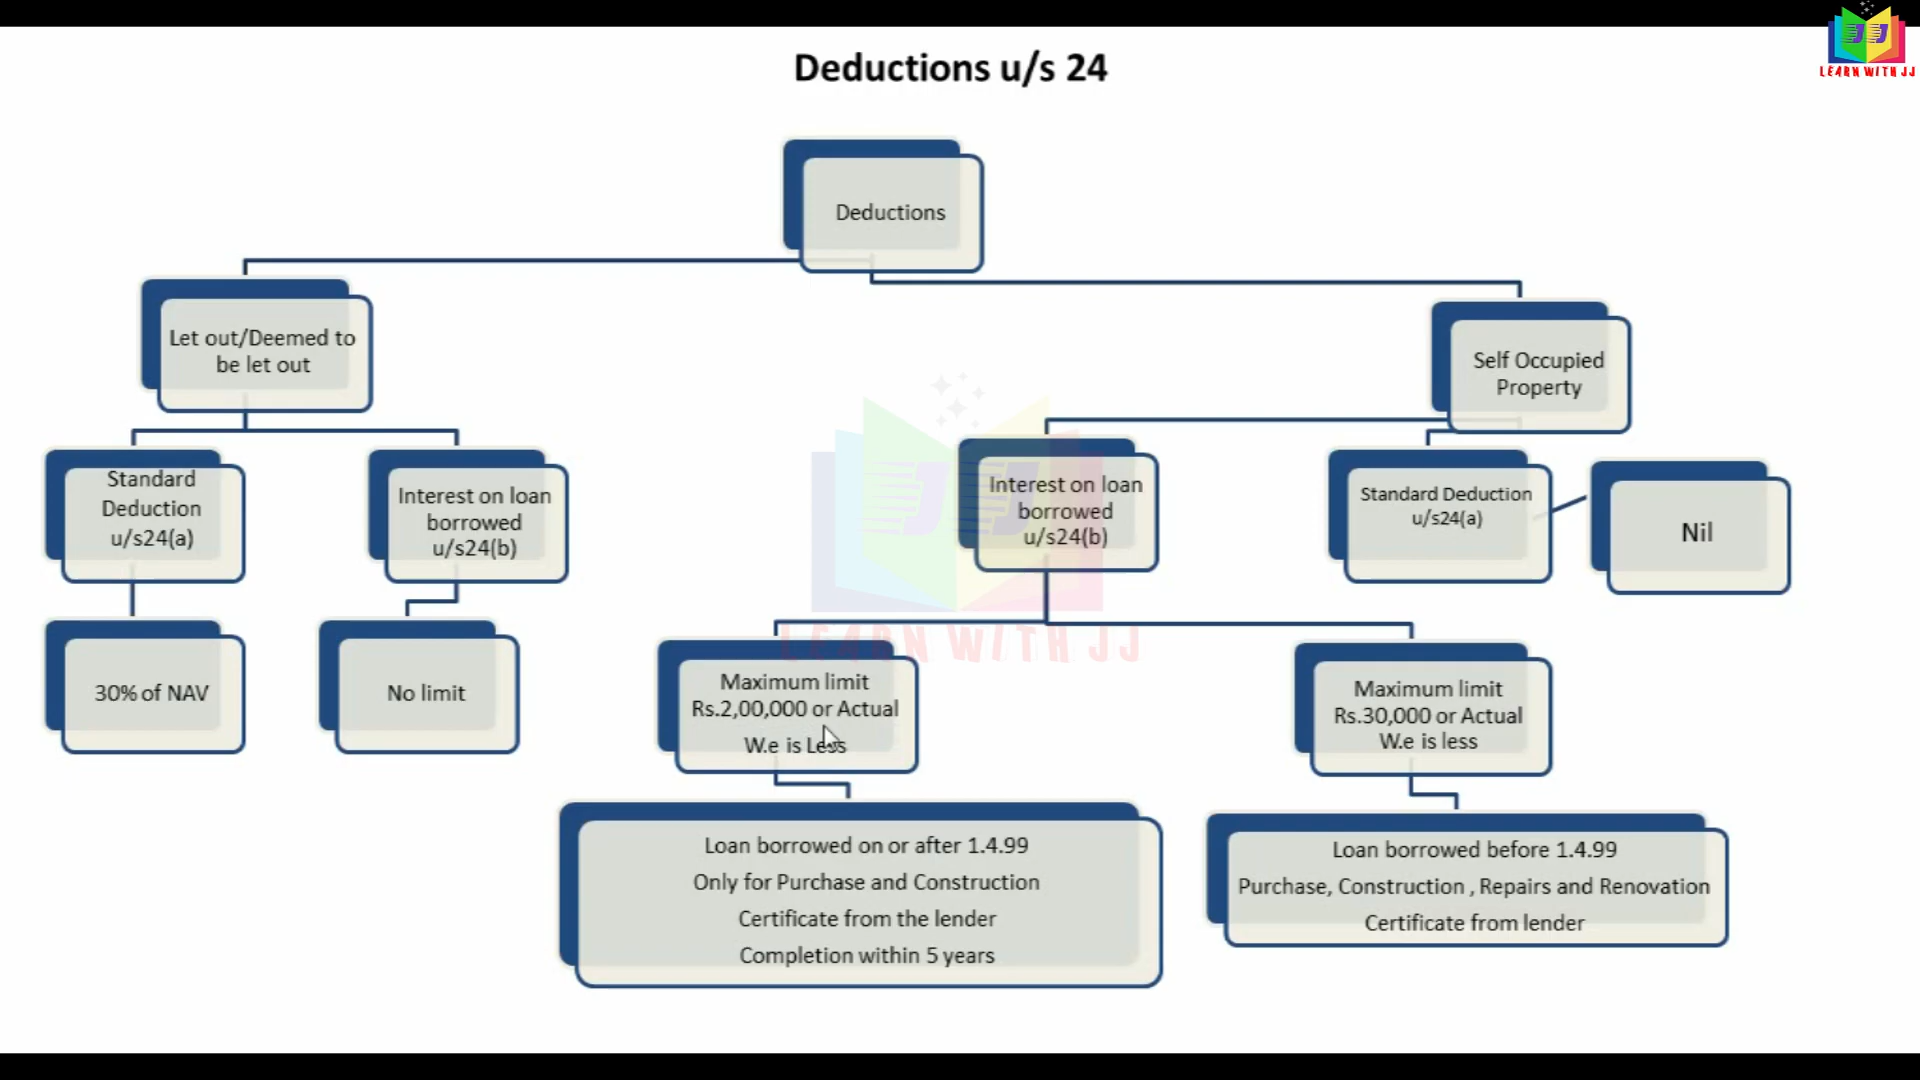 LEARN WITH JJ
Deductions u/s 24
Deductions
Let out/Deemed to
be let out
Self Occupied
Property
Standard
Deduction
u/s24(a)
Interest on loan
borrowed
u/s24(b)
Interest on loan
borrowed
u/s24(b)
Standard Deduction
u/s24(a)
Nil
30% of NAV
No limit
LEARN WITH JJ
Maximum limit
Rs.2,00,000 or Actual
W.e is Less
Maximum limit
Rs.30,000 or Actual
W.e is less
Loan borrowed on or after 1.4.99
Only for Purchase and Construction
Certificate from the lender
Completion within 5 years
Loan borrowed before 1.4.99
Purchase, Construction , Repairs and Renovation
Certificate from lender